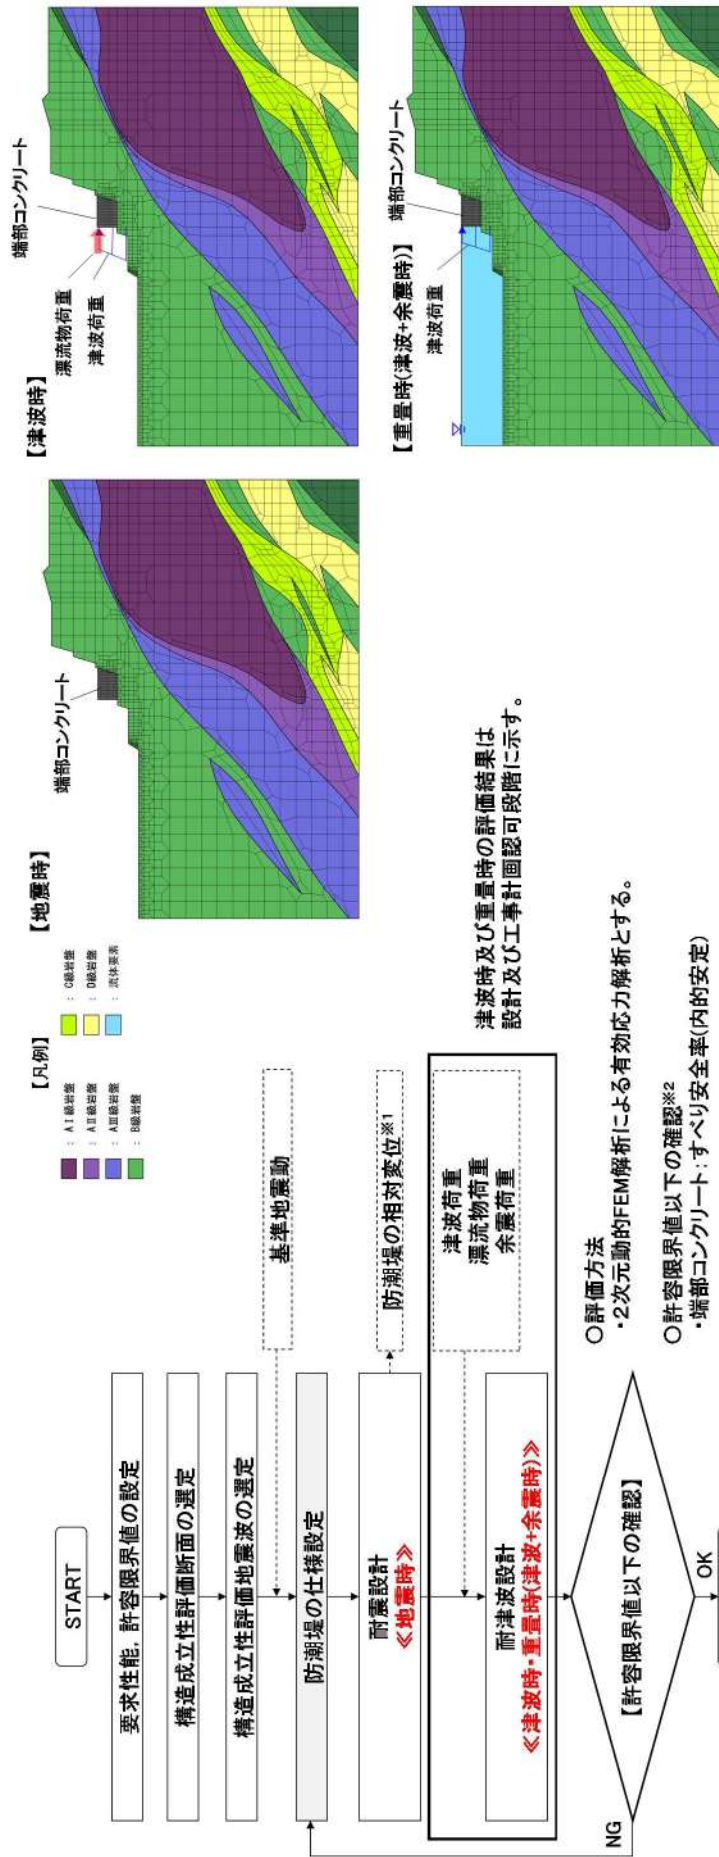 START
要求性能，許容限界値の設定
構造成立性評価断面の選定
構造成立性評価地震波の選定
基準地震動
防潮堤の仕様設定
耐震設計
≪地震時≫
防潮堤の相対変位※1
津波荷重
漂流物荷重
余震荷重
耐津波設計
≪津波時・重畳時(津波+余震時)≫
【許容限界値以下の確認】
NG
OK
津波時及び重畳時の評価結果は
設計及び工事計画認可段階に示す。
○評価方法
・2次元動的FEM解析による有効応力解析とする。
○許容限界値以下の確認※2
・端部コンクリート：すべり安全率(内的安定)
【凡例】
： AⅠ級岩盤
： AⅡ級岩盤
： AⅢ級岩盤
： B級岩盤
： C級岩盤
： D級岩盤
： 流体要素
【地震時】
端部コンクリート
【津波時】
端部コンクリート
漂流物荷重
津波荷重
【重畳時(津波+余震時)】
端部コンクリート
津波荷重